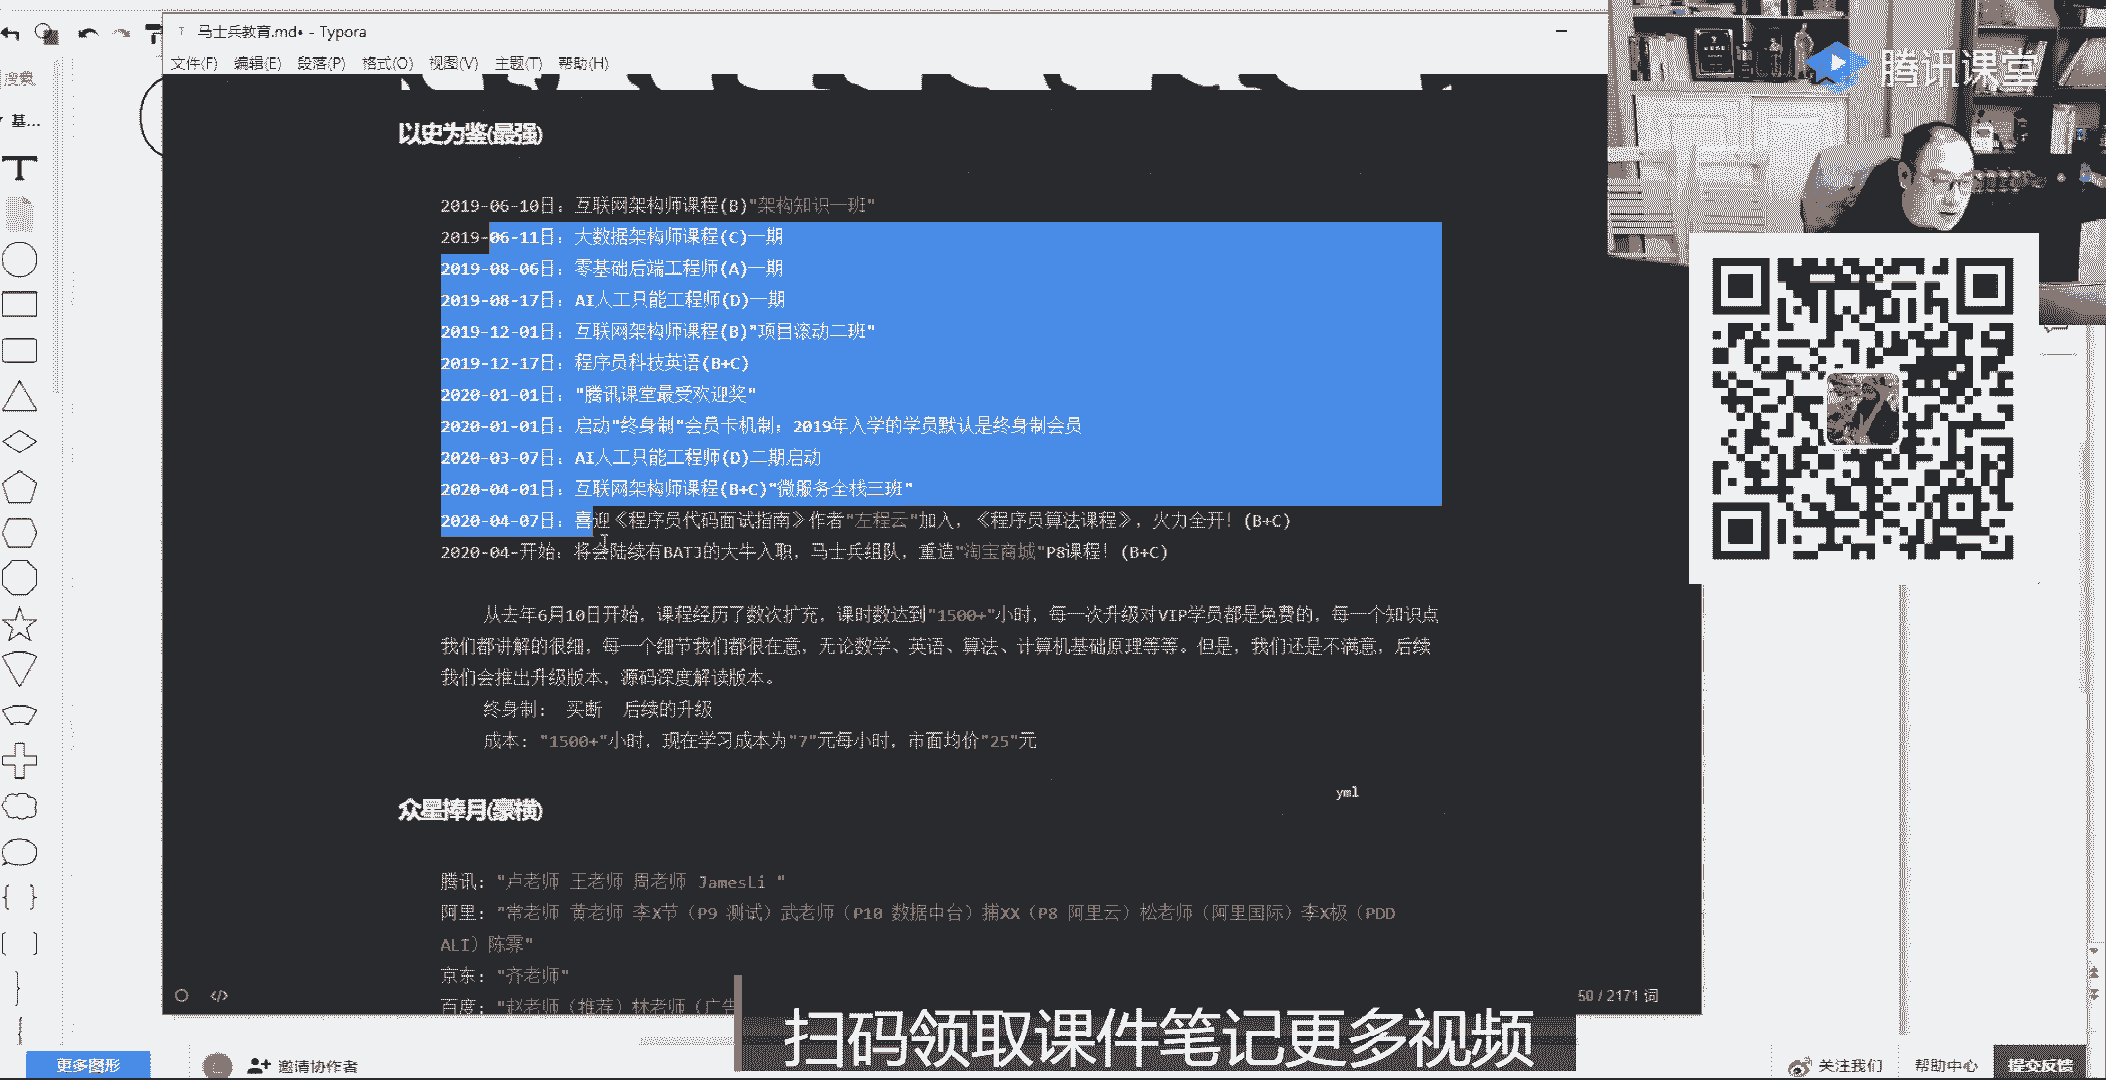 马士兵教育.md• - Typora
文件(F) 编辑(E) 段落(P) 格式(O) 视图(V) 主题(T) 帮助(H)
腾讯课堂
搜索
基...
以史为鉴(最强)
2019-06-10日：互联网架构师课程(B)"架构知识一班"
2019-06-11日：大数据架构师课程(C)一期
2019-08-06日：零基础后端工程师(A)一期
2019-08-17日：AI人工只能工程师(D)一期
2019-12-01日：互联网架构师课程(B)"项目滚动二班"
2019-12-17日：程序员科技英语(B+C)
2020-01-01日："腾讯课堂最受欢迎奖"
2020-01-01日：启动"终身制"会员卡机制；2019年入学的学员默认是终身制会员
2020-03-07日：AI人工只能工程师(D)二期启动
2020-04-01日：互联网架构师课程(B+C)"微服务全栈三班"
2020-04-07日：喜迎《程序员代码面试指南》作者"左程云"加入，《程序员算法课程》，火力全开！(B+C)
2020-04-开始：将会陆续有BATJ的大牛入职，马士兵组队，重造"淘宝商城"P8课程！(B+C)
从去年6月10日开始，课程经历了数次扩充，课时数达到"1500+"小时，每一次升级对VIP学员都是免费的，每一个知识点
我们都讲解的很细，每一个细节我们都很在意，无论数学、英语、算法、计算机基础原理等等。但是，我们还是不满意，后续
我们会推出升级版本，源码深度解读版本。
终身制： 买断 后续的升级
成本："1500+"小时，现在学习成本为"7"元每小时，市面均价"25"元
yml
众星捧月(豪横)
腾讯："卢老师 王老师 周老师 JamesLi "
阿里："常老师 黄老师 李X节（P9 测试）武老师（P10 数据中台）捕XX（P8 阿里云）松老师（阿里国际）李X极（PDD
ALI）陈霈"
京东："齐老师"
百度："赵老师（推荐）林老师（广告
50 / 2171 词
扫码领取课件笔记更多视频
更多图形
邀请协作者
关注我们
帮助中心
提交反馈